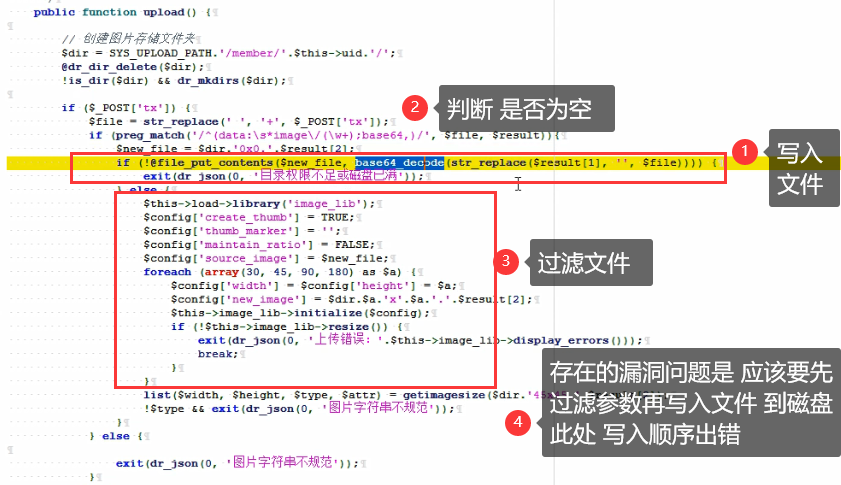 public function upload() {
// 创建图片存储文件夹
$dir = SYS_UPLOAD_PATH.'/member/'.$this->uid.'/';
@dr_dir_delete($dir);
!is_dir($dir) && dr_mkdirs($dir);
if ($_POST['tx']) {
$file = str_replace(' ', '+', $_POST['tx']);
if (preg_match('/^(data:\s*image\/(\w+);base64,)/', $file, $result)){
$new_file = $dir.'0x0.'.$result[2];
if (!@file_put_contents($new_file, base64_decode(str_replace($result[1], '', $file)))) {
exit(dr_json(0, '目录权限不足或磁盘已满'));
} else {
$this->load->library('image_lib');
$config['create_thumb'] = TRUE;
$config['thumb_marker'] = '';
$config['maintain_ratio'] = FALSE;
$config['source_image'] = $new_file;
foreach (array(30, 45, 90, 180) as $a) {
$config['width'] = $config['height'] = $a;
$config['new_image'] = $dir.$a.'x'.$a.'.'.$result[2];
$this->image_lib->initialize($config);
if (!$this->image_lib->resize()) {
exit(dr_json(0, '上传错误：'.$this->image_lib->display_errors()));
break;
}
}
list($width, $height, $type, $attr) = getimagesize($dir.'45x
!$type && exit(dr_json(0, '图片字符串不规范'));
}
} else {
exit(dr_json(0, '图片字符串不规范'));
}
2 判断 是否为空
1 写入
文件
3 过滤文件
4 存在的漏洞问题是 应该要先
过滤参数再写入文件 到磁盘
此处 写入顺序出错